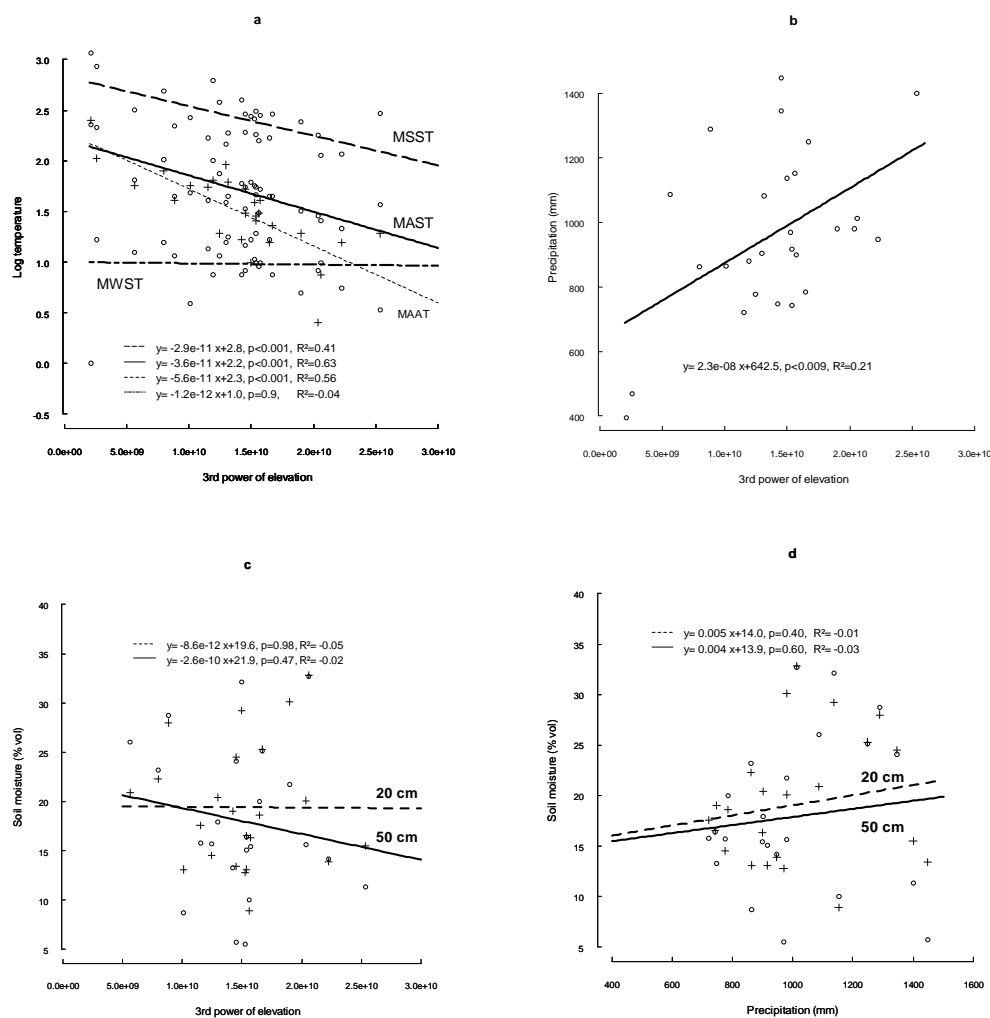 a
Log temperature
3.0
2.5
2.0
1.5
1.0
0.5
0.0
-0.5
MSST
MAST
MWST
MAAT
y= -2.9e-11 x+2.8, p<0.001, R²=0.41
y= -3.6e-11 x+2.2, p<0.001, R²=0.63
y= -5.6e-11 x+2.3, p<0.001, R²=0.56
y= -1.2e-12 x+1.0, p=0.9, R²=-0.04
0.0e+00 5.0e+09 1.0e+10 1.5e+10 2.0e+10 2.5e+10 3.0e+10
3rd power of elevation
b
Precipitation (mm)
1400
1200
1000
800
600
400
y= 2.3e-08 x+642.5, p<0.009, R²=0.21
0.0e+00 5.0e+09 1.0e+10 1.5e+10 2.0e+10 2.5e+10 3.0e+10
3rd power of elevation
c
Soil moisture (% vol)
40
35
30
25
20
15
10
5
y= -8.6e-12 x+19.6, p=0.98, R²= -0.05
y= -2.6e-10 x+21.9, p=0.47, R²= -0.02
20 cm
50 cm
0.0e+00 5.0e+09 1.0e+10 1.5e+10 2.0e+10 2.5e+10 3.0e+10
3rd power of elevation
d
Soil moisture (% vol)
40
35
30
25
20
15
10
5
y= 0.005 x+14.0, p=0.40, R²= -0.01
y= 0.004 x+13.9, p=0.60, R²= -0.03
20 cm
50 cm
400 600 800 1000 1200 1400 1600
Precipitation (mm)